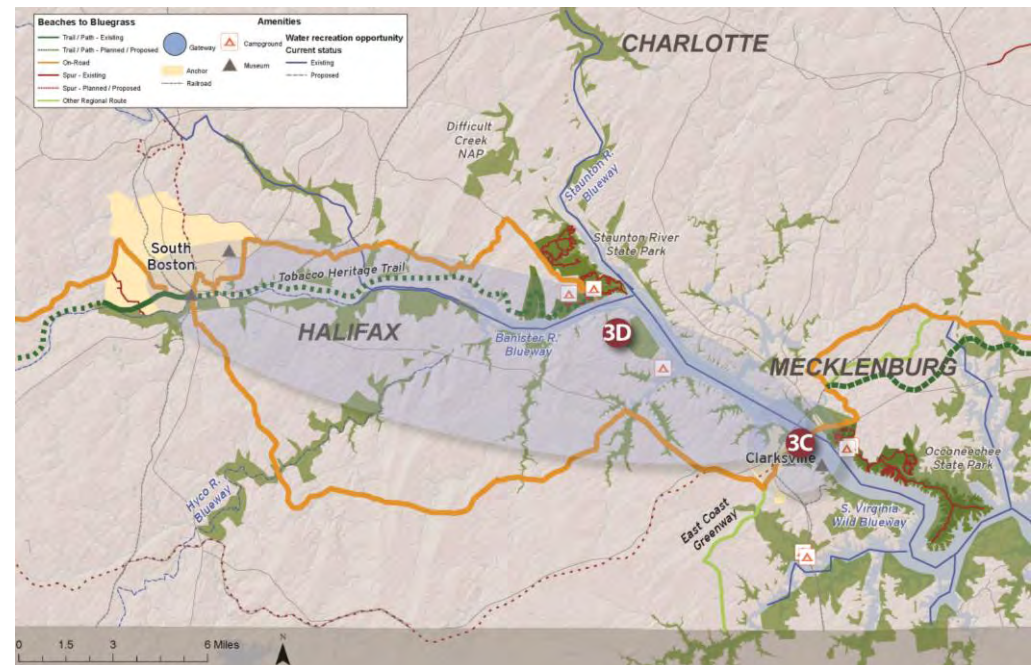 Beaches to Bluegrass
Trail / Path - Existing
Trail / Path - Planned / Proposed
On-Road
Spur - Existing
Spur - Planned / Proposed
Other Regional Route
Gateway
Anchor
Railroad
Amenities
Campground
Museum
Water recreation opportunity
Current status
Existing
Proposed
CHARLOTTE
Difficult
Creek
NAP
Staunton R.
Blueway
Staunton River
State Park
South
Boston
Tobacco Heritage Trail
HALIFAX
Banister R.
Blueway
3D
MECKLENBURG
3C
Clarksville
Occoneechee
State Park
Hyco R.
Blueway
East Coast
Greenway
S. Virginia
Wild Blueway
0 1.5 3 6 Miles
N